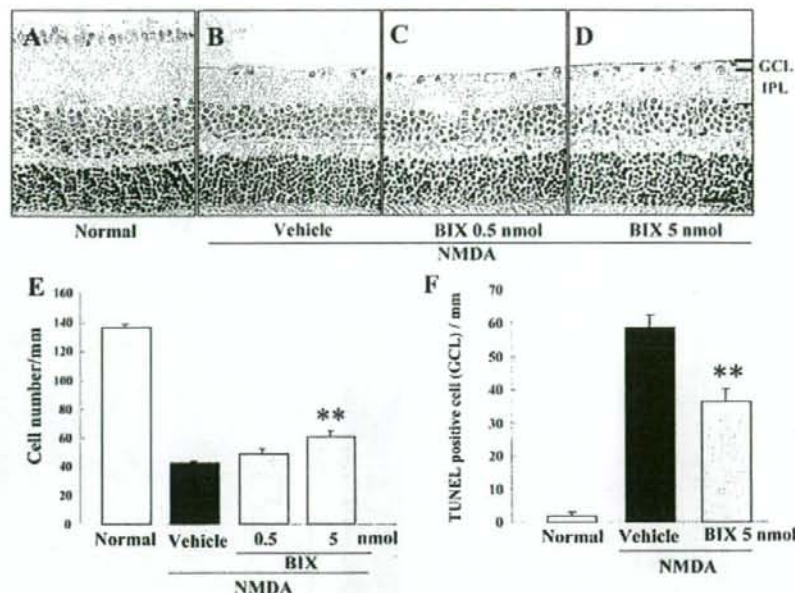 A
B
C
D
GCL
IPL
Normal
Vehicle
BIX 0.5 nmol
BIX 5 nmol
NMDA
E
Cell number/mm
160
140
120
100
80
60
40
20
0
**
Normal
Vehicle
0.5
5
nmol
BIX
NMDA
F
TUNEL positive cell (GCL) / mm
70
60
50
40
30
20
10
0
**
Normal
Vehicle
BIX 5 nmol
NMDA